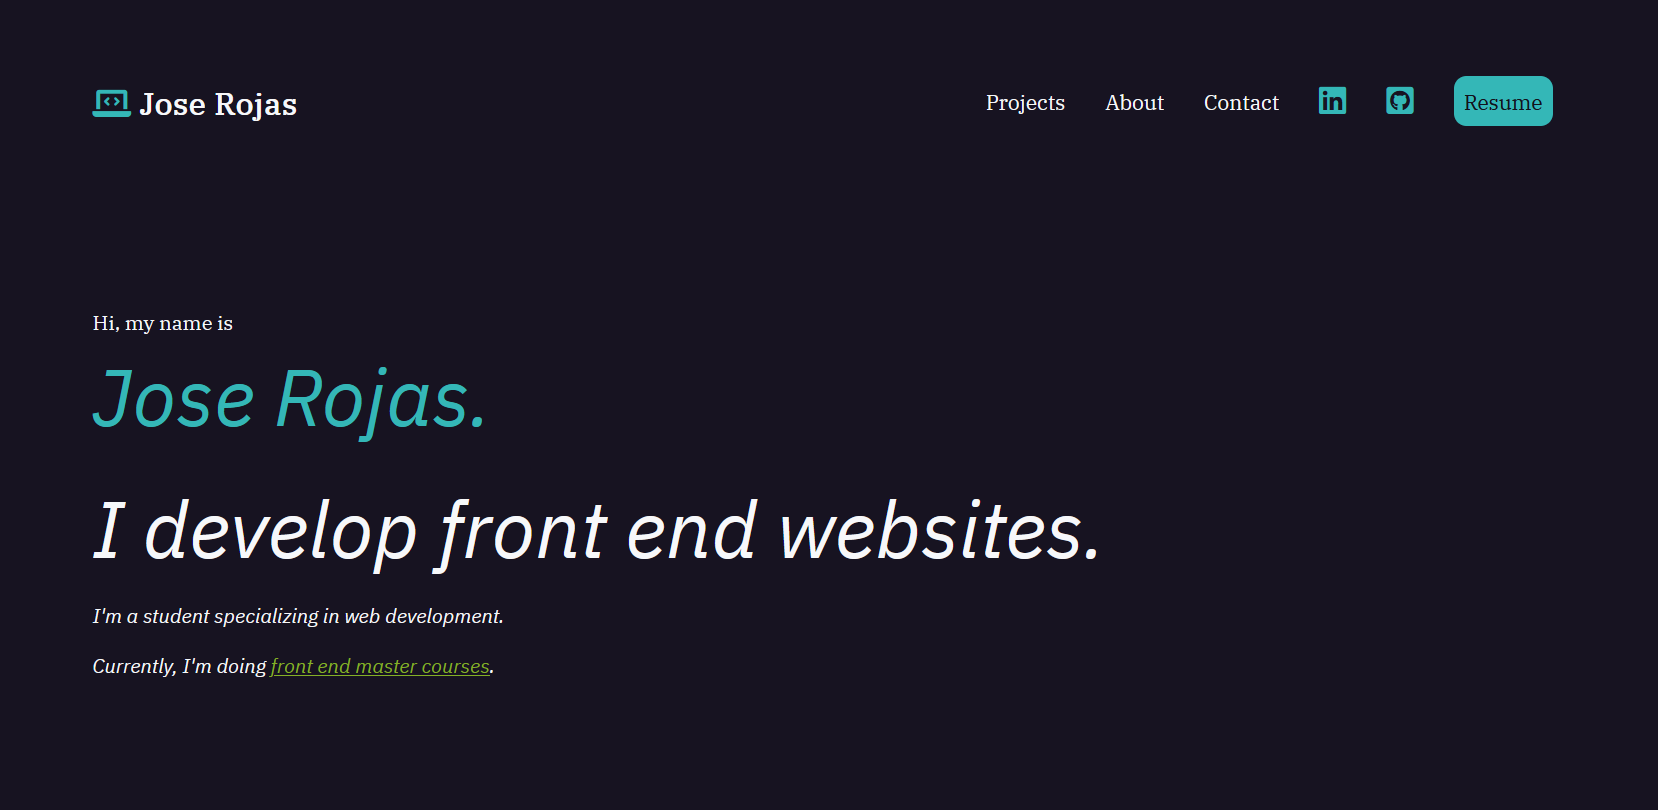 Jose Rojas
Projects About Contact Resume
Hi, my name is
Jose Rojas.
I develop front end websites.
I'm a student specializing in web development.
Currently, I'm doing front end master courses.